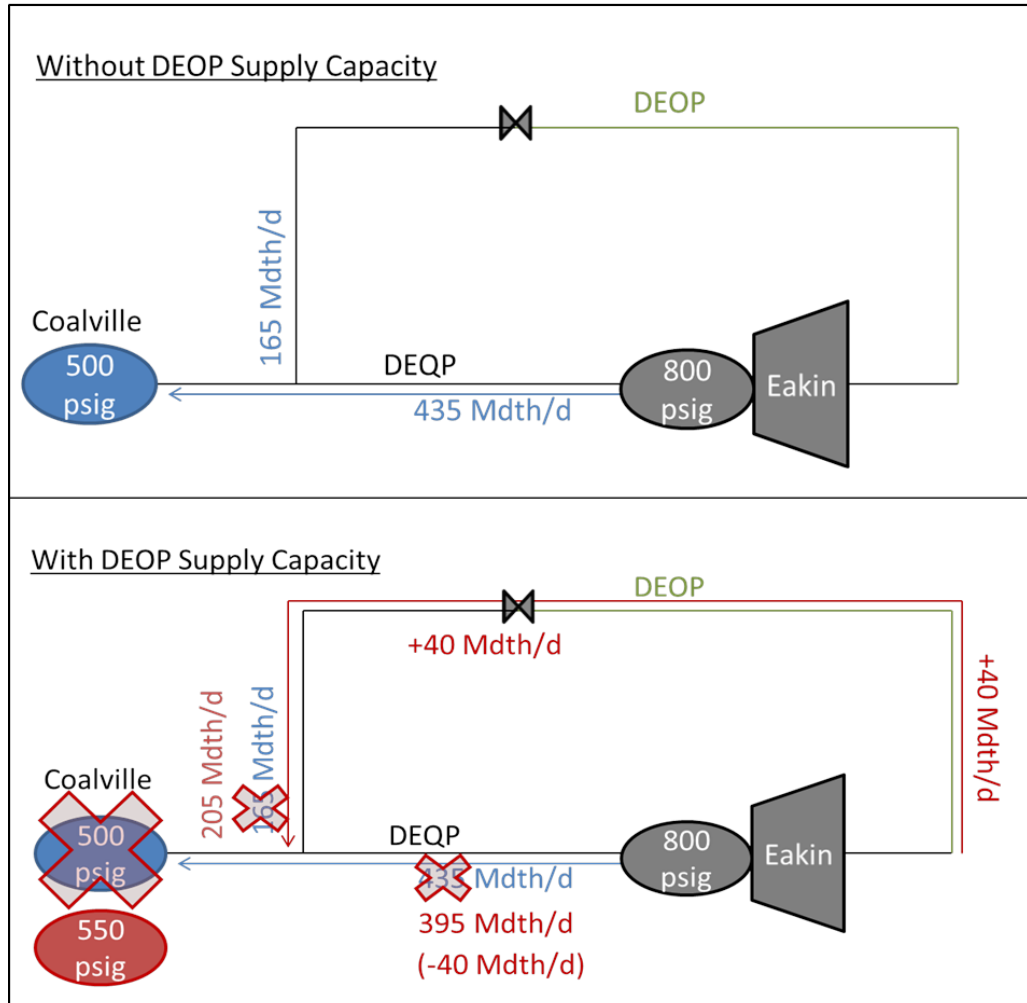 Without DEOP Supply Capacity
DEOP
165 Mdth/d
Coalville
500
psig
DEQP
435 Mdth/d
800
psig
Eakin
With DEOP Supply Capacity
DEOP
+40 Mdth/d
+40 Mdth/d
205 Mdth/d
165 Mdth/d
Coalville
500
psig
DEQP
435 Mdth/d
395 Mdth/d
(-40 Mdth/d)
800
psig
Eakin
550
psig